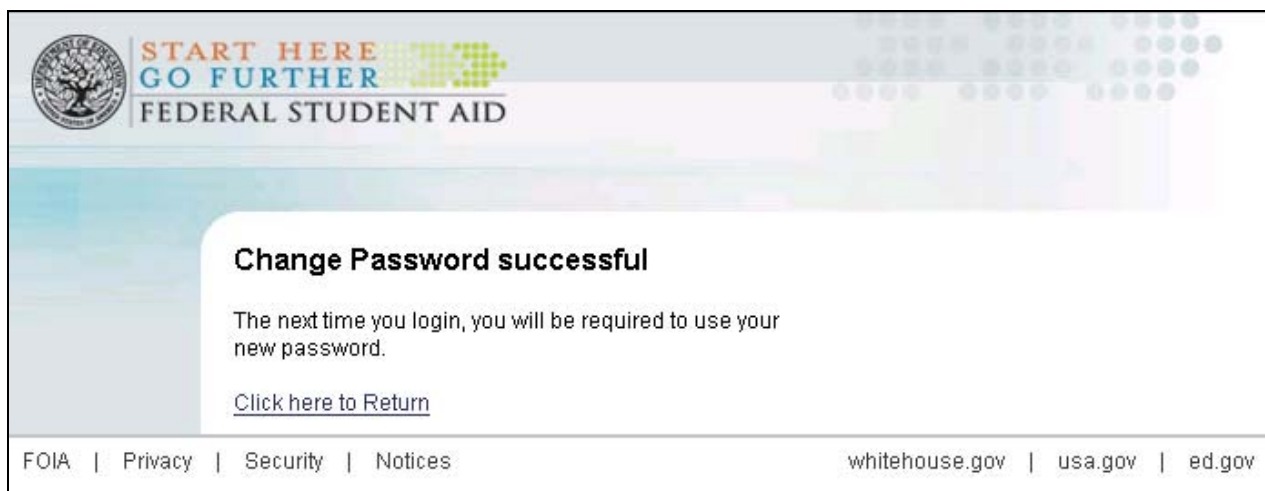 START HERE
GO FURTHER
FEDERAL STUDENT AID
Change Password successful
The next time you login, you will be required to use your
new password.
Click here to Return
FOIA | Privacy | Security | Notices
whitehouse.gov | usa.gov | ed.gov